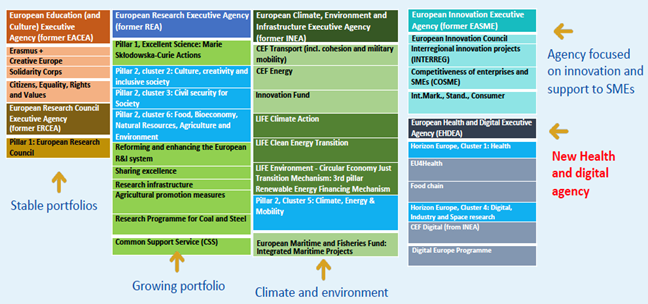 European Education (and
Culture) Executive Agency
(former EACEA)
Erasmus +
Creative Europe
Solidarity Corps
Citizens, Equality, Rights
and Values
European Research Council
Executive Agency
(former ERCEA)
Pillar 1: European Research
Council
Stable portfolios
European Research Executive Agency
(former REA)
Pillar 1, Excellent Science: Marie
Skłodowska-Curie Actions
Pillar 2, cluster 2: Culture, creativity and
inclusive society
Pillar 2, cluster 3: Civil security for
Society
Pillar 2, cluster 6: Food, Bioeconomy,
Natural Resources, Agriculture and
Environment
Reforming and enhancing the European
R&I system
Sharing excellence
Research infrastructure
Agricultural promotion measures
Research Programme for Coal and Steel
Common Support Service (CSS)
Growing portfolio
European Climate, Environment and
Infrastructure Executive Agency
(former INEA)
CEF Transport (incl. cohesion and military
mobility)
CEF Energy
Innovation Fund
LIFE Climate Action
LIFE Clean Energy Transition
LIFE Environment - Circular Economy Just
Transition Mechanism: 3rd pillar
Renewable Energy Financing Mechanism
Pillar 2, Cluster 5: Climate, Energy &
Mobility
European Maritime and Fisheries Fund:
Integrated Maritime Projects
Climate and environment
European Innovation Executive
Agency (former EASME)
European Innovation Council
Interregional innovation projects
(INTERREG)
Competitiveness of enterprises and
SMEs (COSME)
Int.Mark., Stand., Consumer
European Health and Digital Executive
Agency (EHDEA)
Horizon Europe, Cluster 1: Health
EU4Health
Food chain
Horizon Europe, Cluster 4: Digital,
Industry and Space research
CEF Digital (from INEA)
Digital Europe Programme
Agency focused
on innovation and
support to SMEs
New Health
and digital
agency